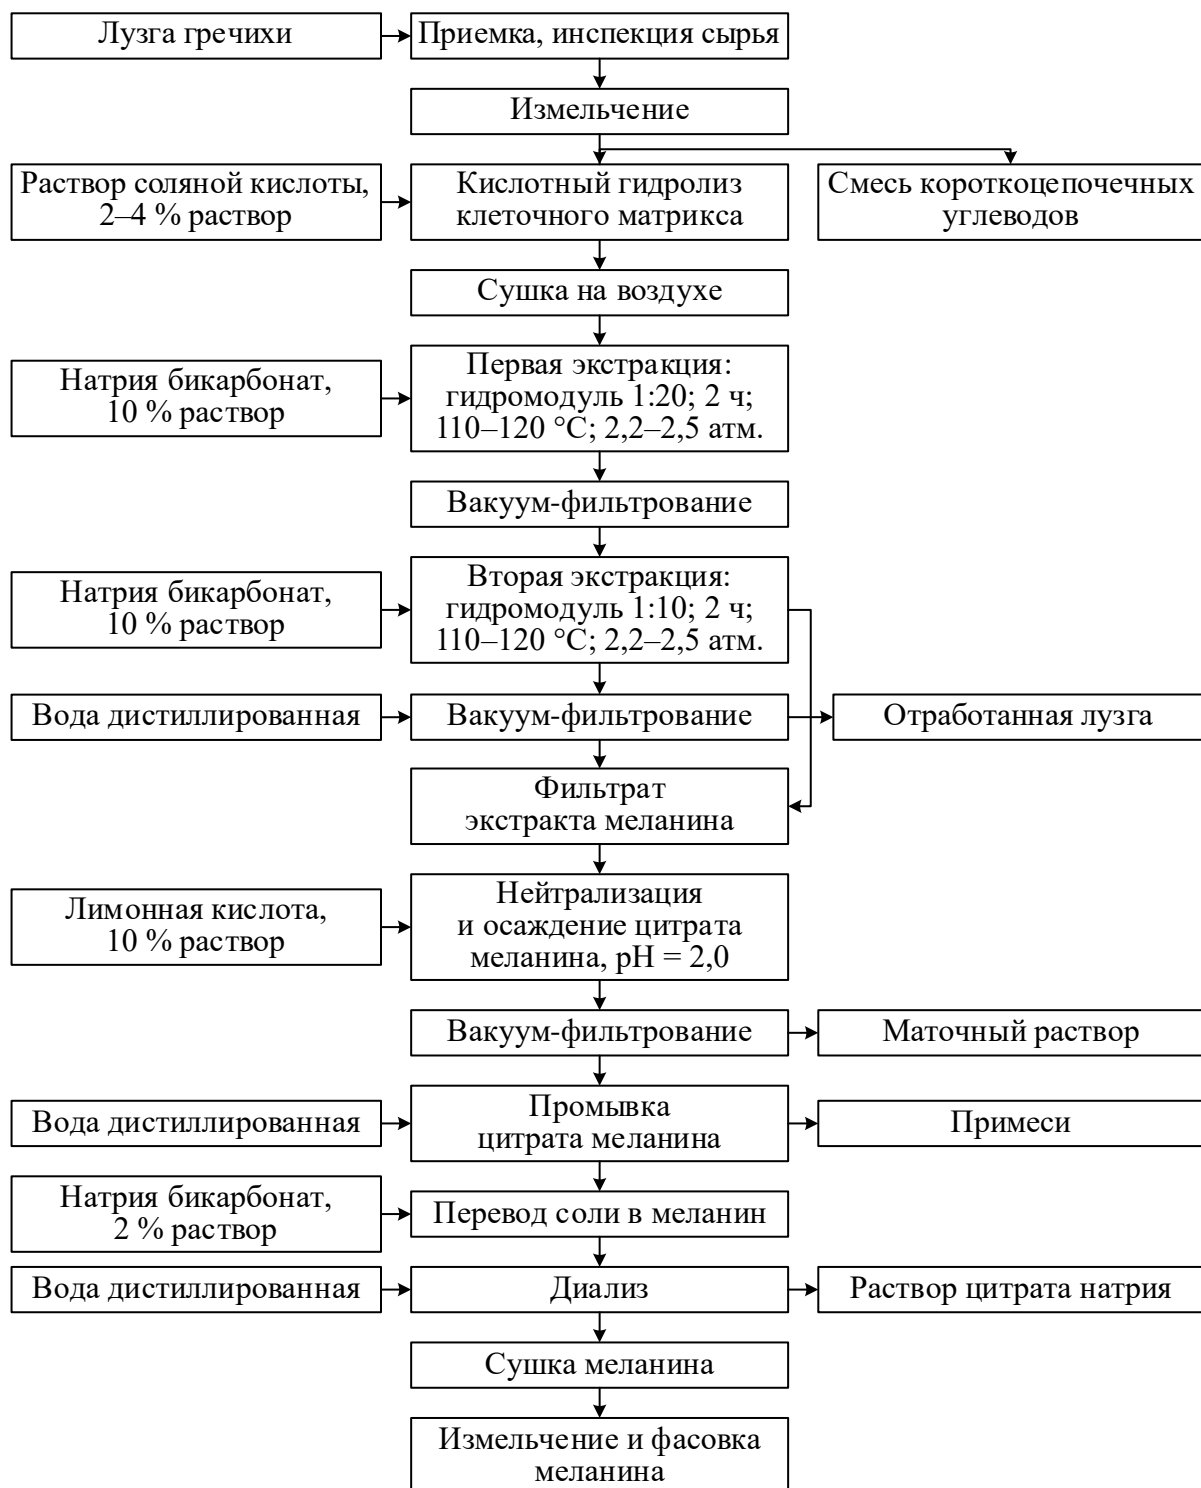 Лузга гречихи
Приемка, инспекция сырья
Измельчение
Раствор соляной кислоты,
2–4 % раствор
Кислотный гидролиз
клеточного матрикса
Смесь короткоцепочечных
углеводов
Сушка на воздухе
Натрия бикарбонат,
10 % раствор
Первая экстракция:
гидромодуль 1:20; 2 ч;
110–120 °C; 2,2–2,5 атм.
Вакуум-фильтрование
Натрия бикарбонат,
10 % раствор
Вторая экстракция:
гидромодуль 1:10; 2 ч;
110–120 °C; 2,2–2,5 атм.
Вода дистиллированная
Вакуум-фильтрование
Отработанная лузга
Фильтрат
экстракта меланина
Лимонная кислота,
10 % раствор
Нейтрализация
и осаждение цитрата
меланина, pH = 2,0
Вакуум-фильтрование
Маточный раствор
Вода дистиллированная
Промывка
цитрата меланина
Примеси
Натрия бикарбонат,
2 % раствор
Перевод соли в меланин
Вода дистиллированная
Диализ
Раствор цитрата натрия
Сушка меланина
Измельчение и фасовка
меланина